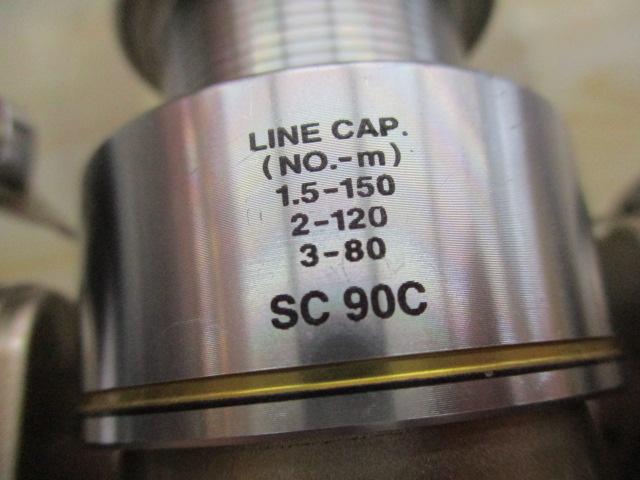 LINE CAP.
(NO.-m)
1.5-150
2-120
3-80
SC 90C